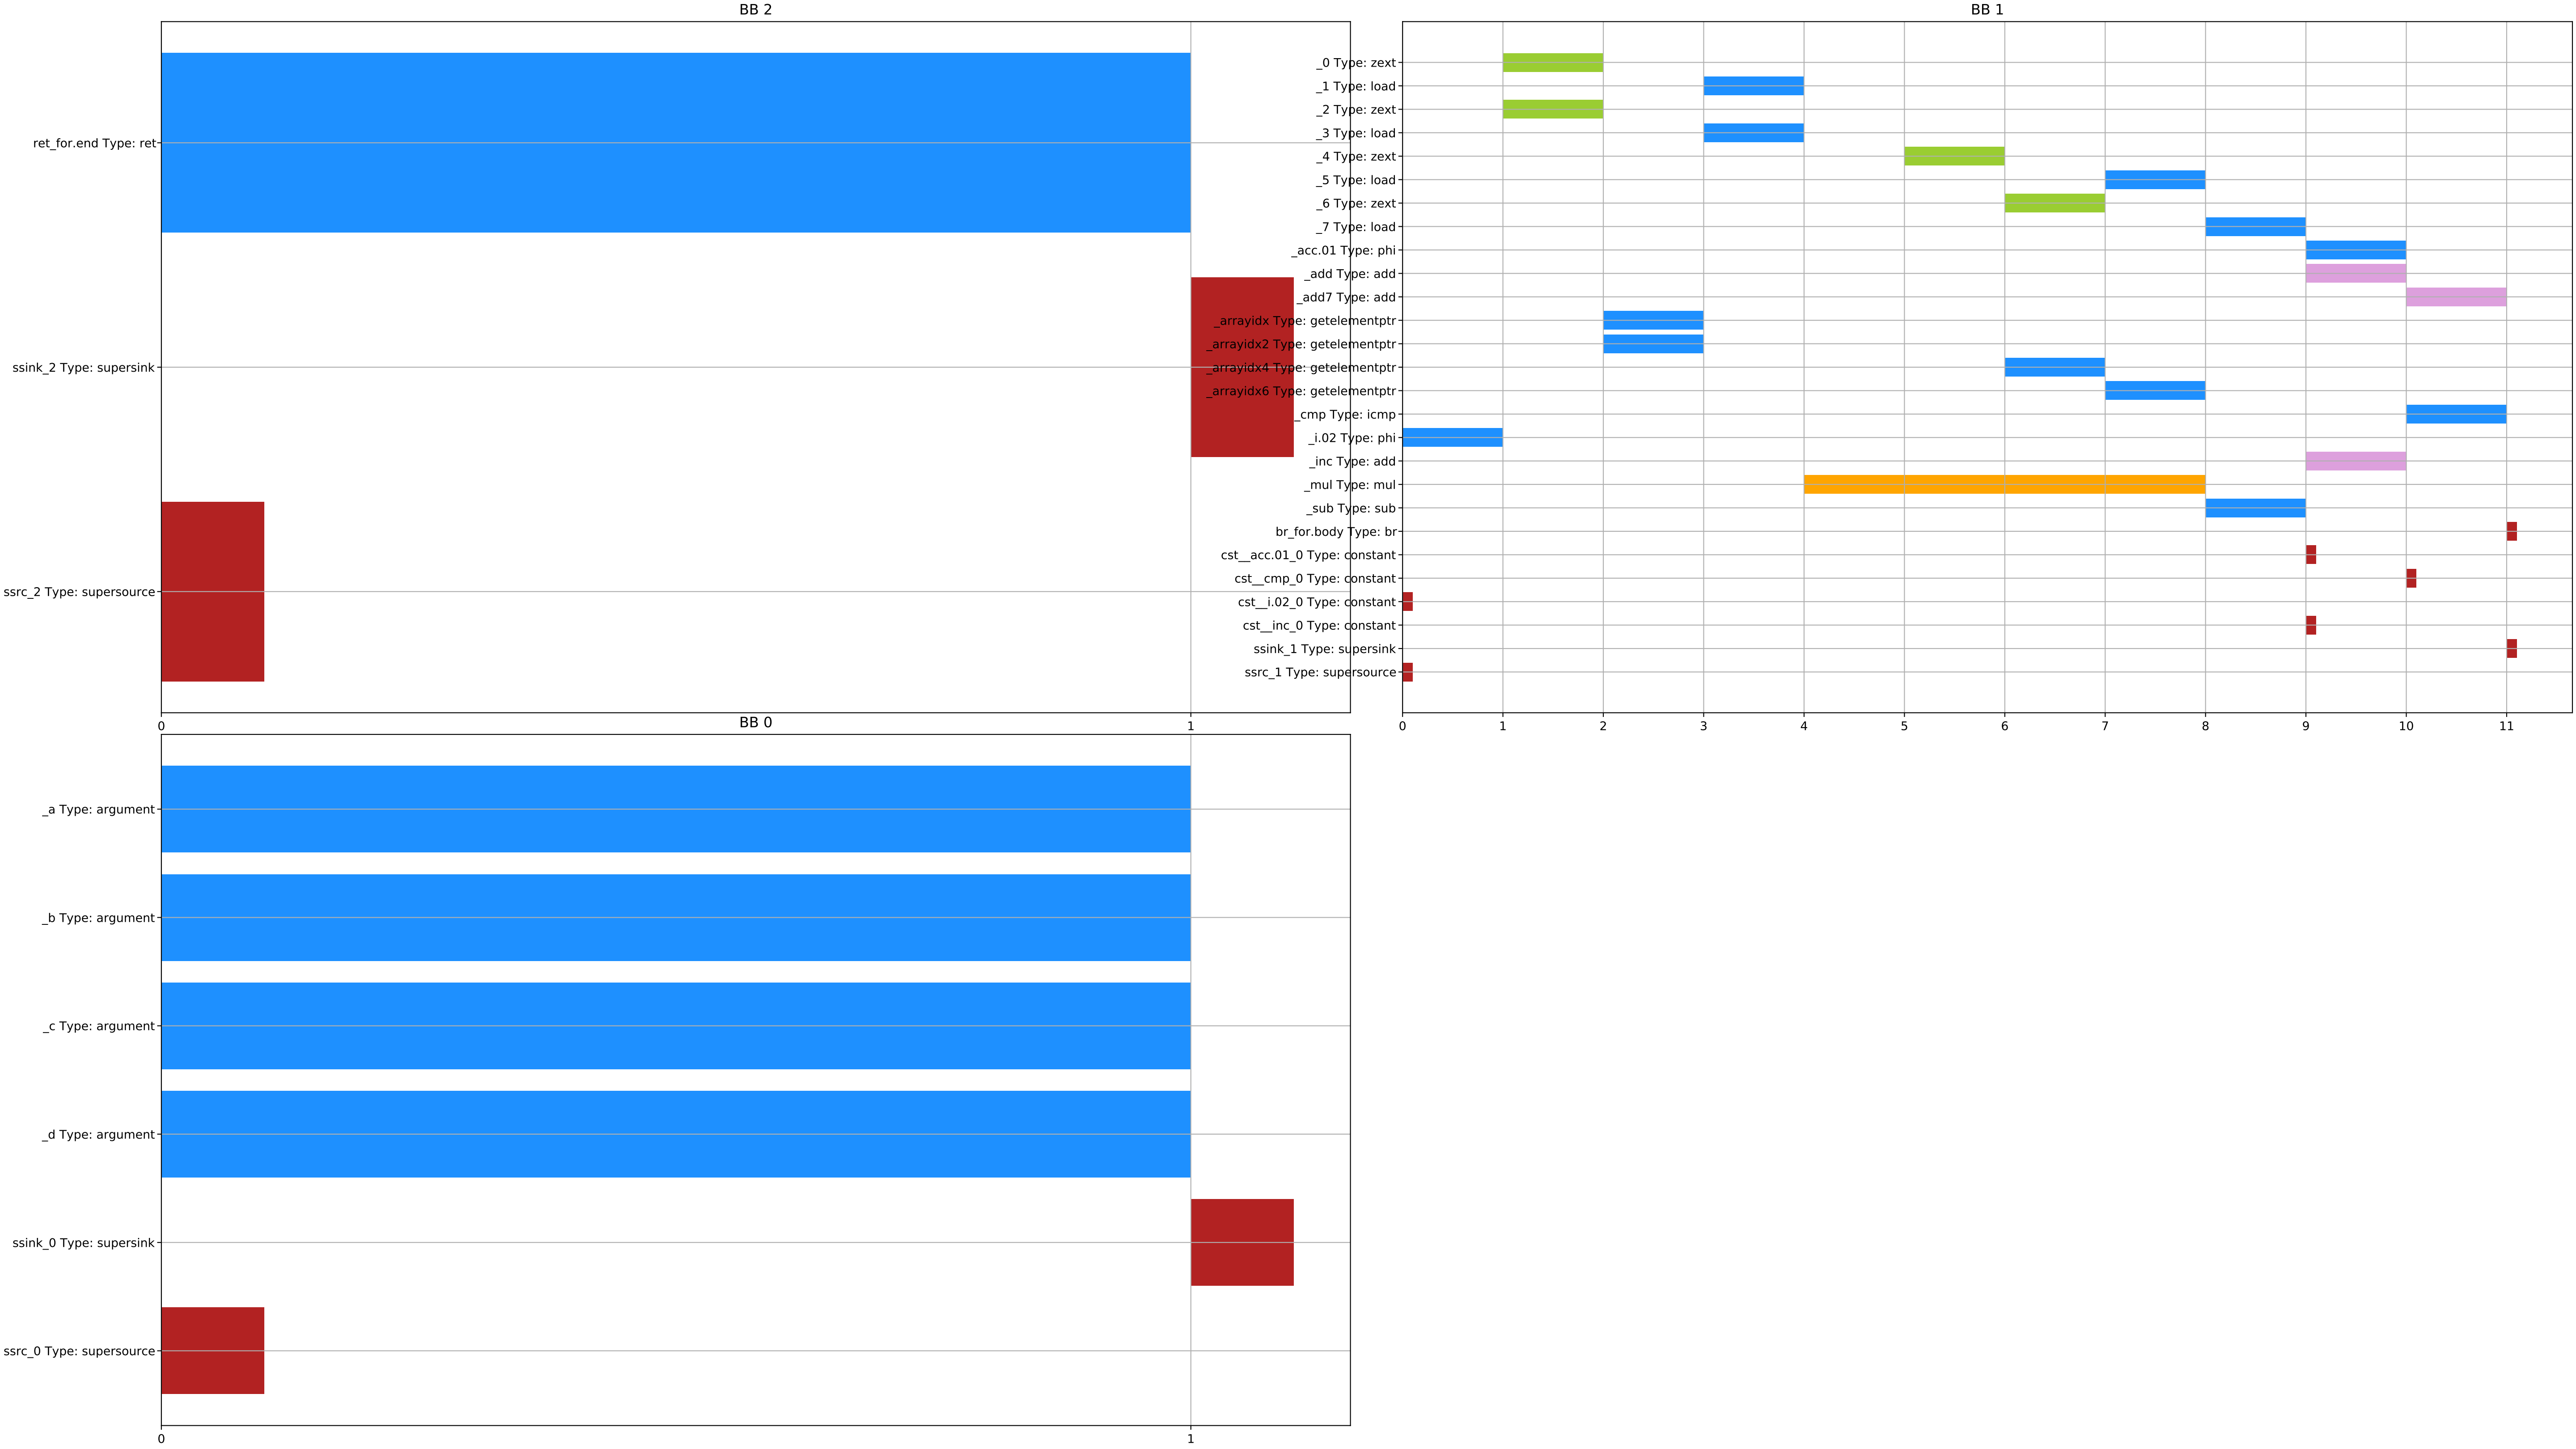 BB 2
ret_for.end Type: ret
ssink_2 Type: supersink
ssrc_2 Type: supersource
0 1
BB 1
_0 Type: zext
_1 Type: load
_2 Type: zext
_3 Type: load
_4 Type: zext
_5 Type: load
_6 Type: zext
_7 Type: load
_acc.01 Type: phi
_add Type: add
_add7 Type: add
_arrayidx Type: getelementptr
_arrayidx2 Type: getelementptr
_arrayidx4 Type: getelementptr
_arrayidx6 Type: getelementptr
_cmp Type: icmp
_i.02 Type: phi
_inc Type: add
_mul Type: mul
_sub Type: sub
br_for.body Type: br
cst__acc.01_0 Type: constant
cst__cmp_0 Type: constant
cst__i.02_0 Type: constant
cst__inc_0 Type: constant
ssink_1 Type: supersink
ssrc_1 Type: supersource
0 1 2 3 4 5 6 7 8 9 10 11
BB 0
_a Type: argument
_b Type: argument
_c Type: argument
_d Type: argument
ssink_0 Type: supersink
ssrc_0 Type: supersource
0 1